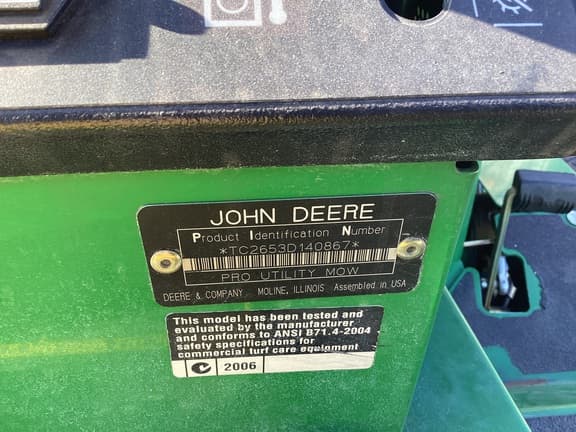 JOHN DEERE
Product Identification Number
*TC2653D140867*
PRO UTILITY MOW
DEERE & COMPANY MOLINE, ILLINOIS Assembled in USA
This model has been tested and
evaluated by the manufacturer
and conforms to ANSI B71.4-2004
safety specifications for
commercial turf care equipment
2006